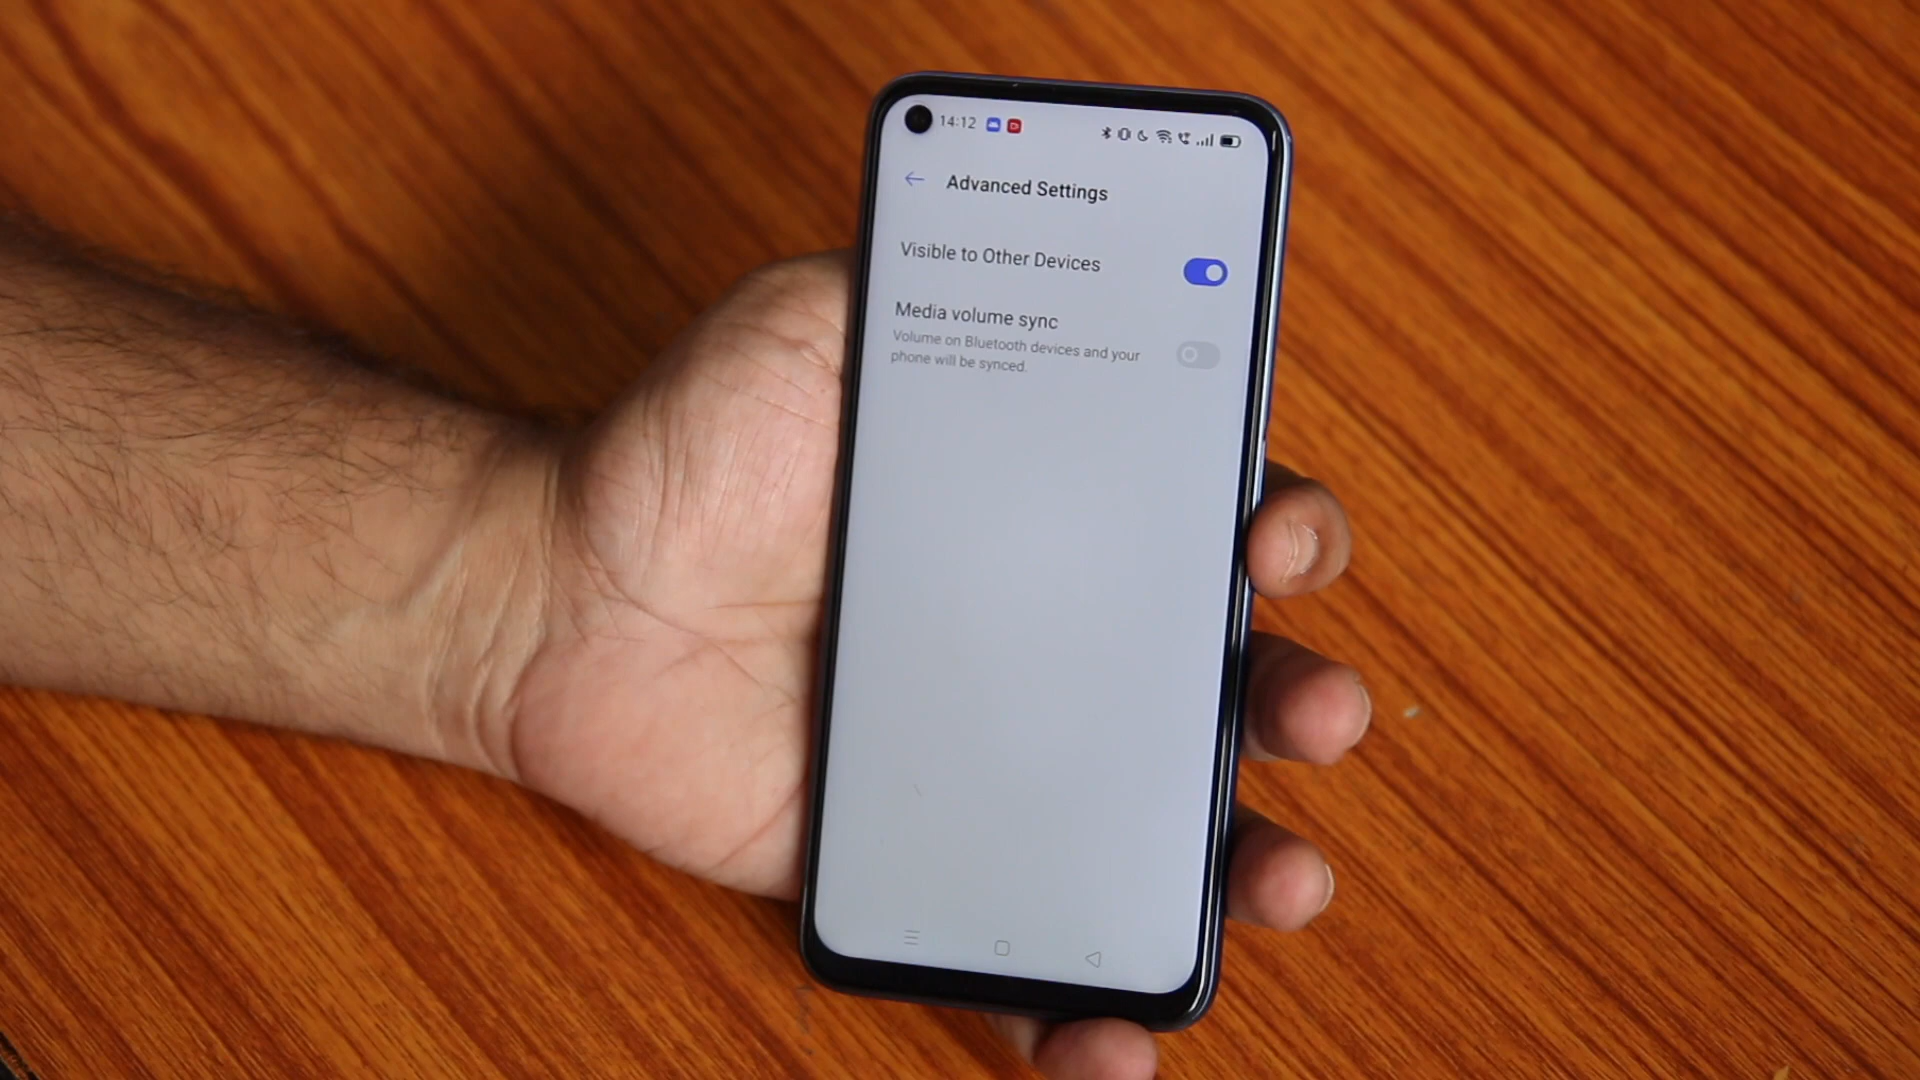 14:12
Advanced Settings
Visible to Other Devices
Media volume sync
Volume on Bluetooth devices and your
phone will be synced.